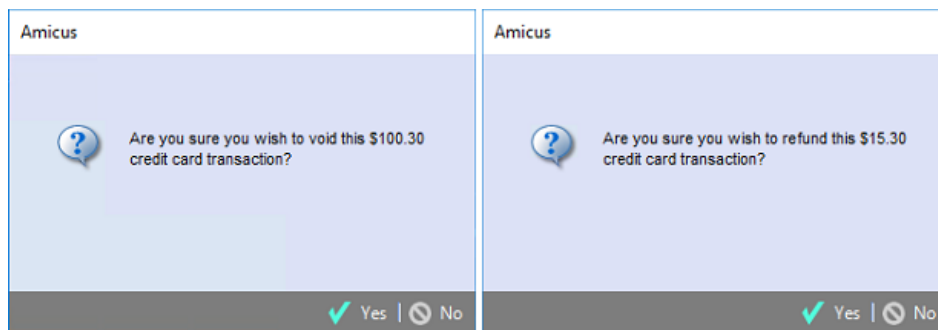 Amicus
Are you sure you wish to void this $100.30
credit card transaction?
Yes | No
Amicus
Are you sure you wish to refund this $15.30
credit card transaction?
Yes | No